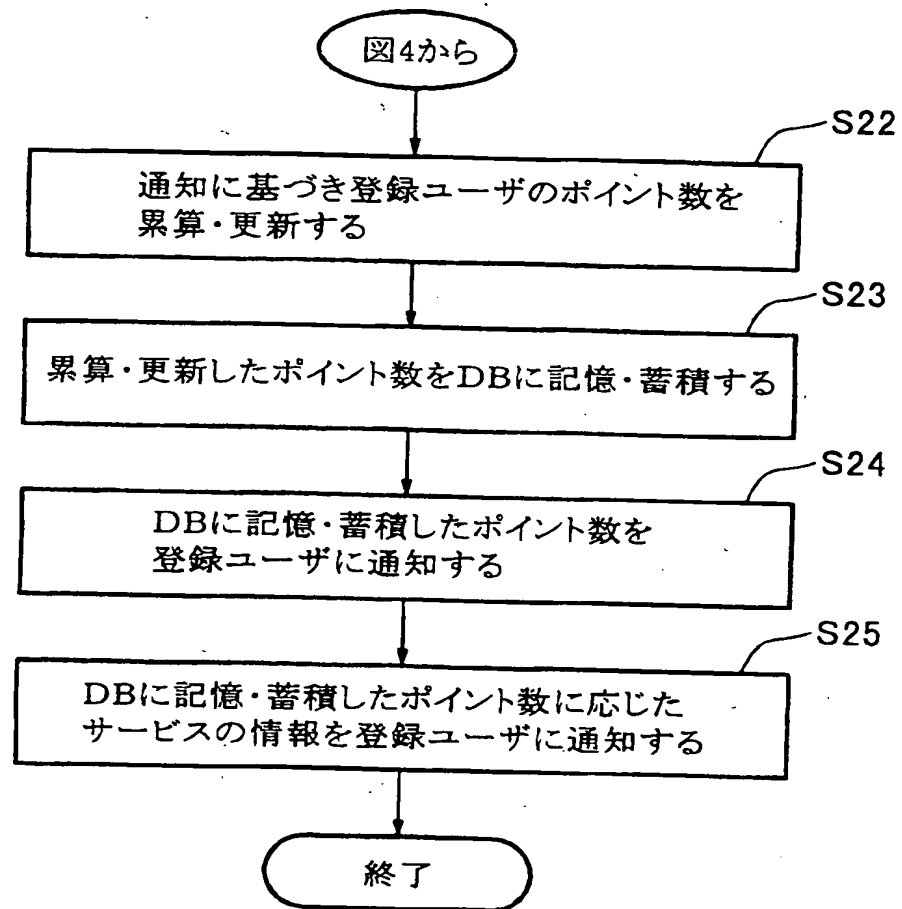 図4から
S22
通知に基づき登録ユーザのポイント数を
累算・更新する
S23
累算・更新したポイント数をDBに記憶・蓄積する
S24
DBに記憶・蓄積したポイント数を
登録ユーザに通知する
S25
DBに記憶・蓄積したポイント数に応じた
サービスの情報を登録ユーザに通知する
終了